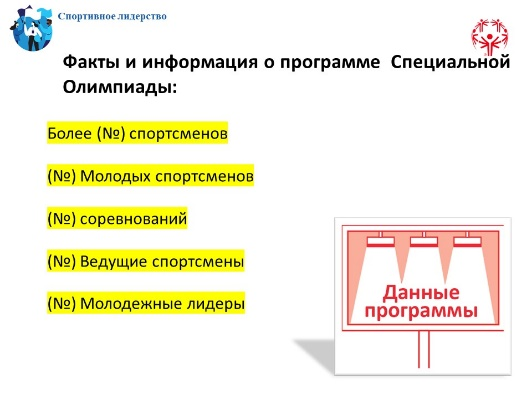 Спортивное лидерство
Факты и информация о программе Специальной
Олимпиады:
Более (№) спортсменов
(№) Молодых спортсменов
(№) соревнований
(№) Ведущие спортсмены
(№) Молодежные лидеры
Данные
программы